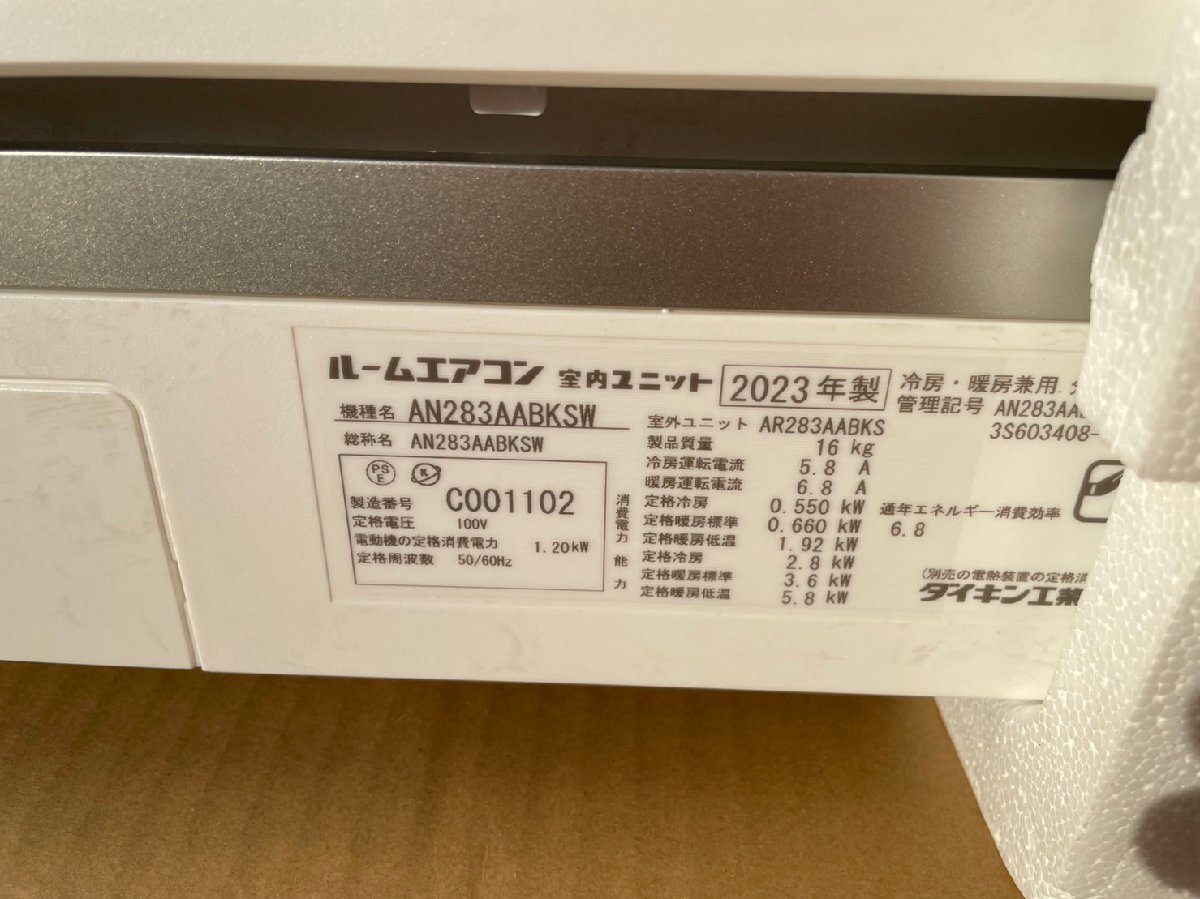 ルームエアコン 室内ユニット 2023年製 冷房・暖房兼用
機種名 AN283AABKSW
総称名 AN283AABKSW
PS
E
製造番号 C001102
定格電圧 100V
電動機の定格消費電力 1.20kW
定格周波数 50/60Hz
室外ユニット AR283AABKS
製品質量 16 kg
冷房運転電流 5.8 A
暖房運転電流 6.8 A
消費電力
定格冷房 0.550 kW
定格暖房標準 0.660 kW
定格暖房低温 1.92 kW
能力
定格冷房 2.8 kW
定格暖房標準 3.6 kW
定格暖房低温 5.8 kW
管理記号 AN283AA
3S603408-
通年エネルギー消費効率
6.8
(別売の電熱装置の定格消
ダイキン工業